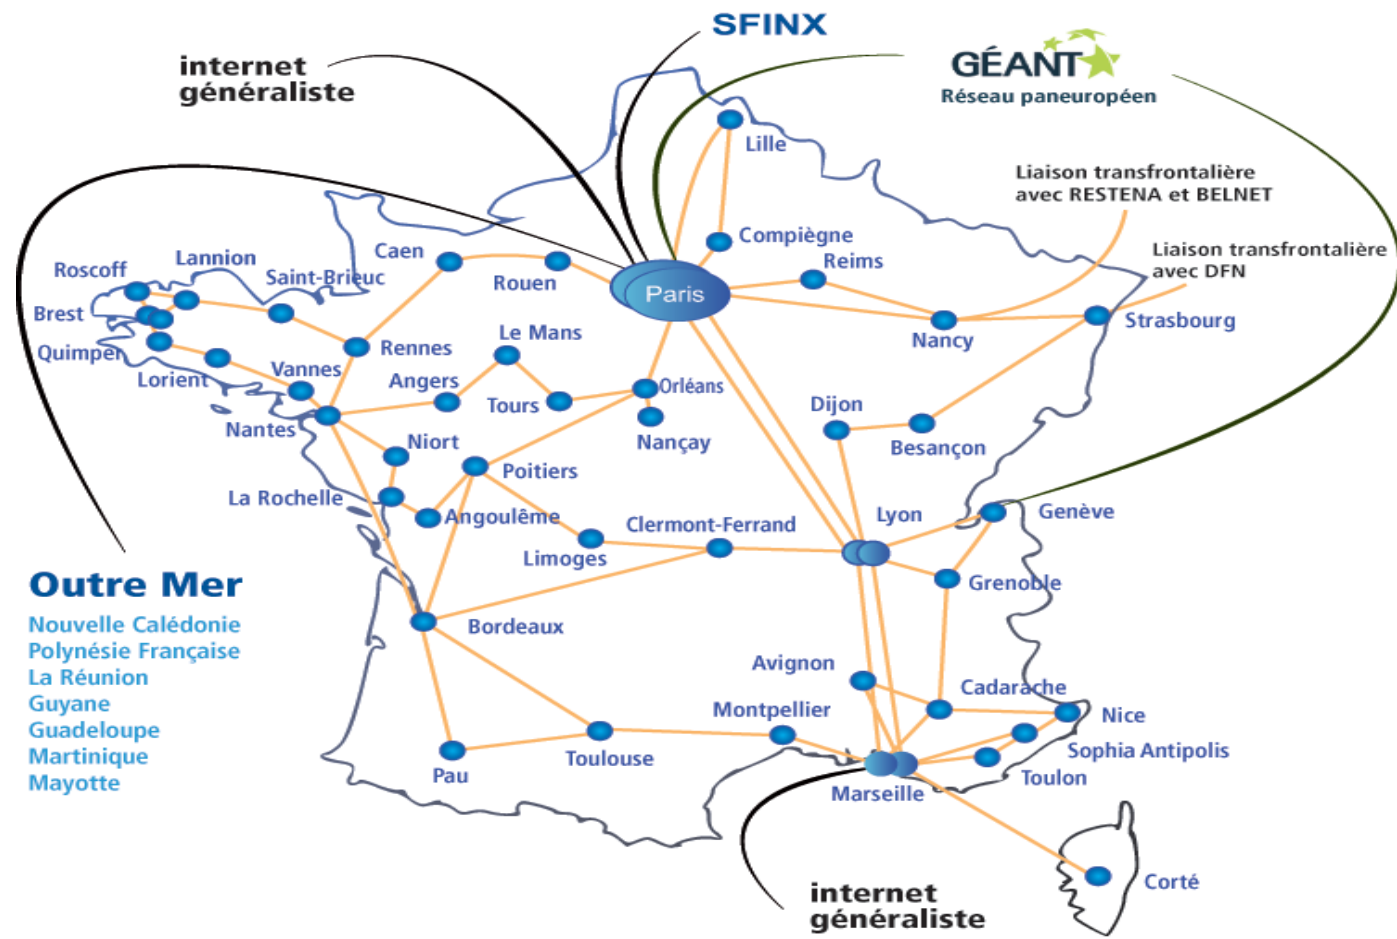 SFINX
internet
généraliste
GÉANT
Réseau paneuropéen
Lille
Liaison transfrontalière
avec RESTENA et BELNET
Compiègne
Liaison transfrontalière
avec DFN
Caen
Lannion
Roscoff
Saint-Brieuc
Rouen
Paris
Reims
Brest
Strasbourg
Le Mans
Nancy
Quimper
Rennes
Vannes
Lorient
Angers
Orléans
Tours
Dijon
Nantes
Niort
Nançay
Besançon
Poitiers
La Rochelle
Angoulême
Clermont-Ferrand
Lyon
Genève
Limoges
Grenoble
Outre Mer
Nouvelle Calédonie
Polynésie Française
La Réunion
Guyane
Guadeloupe
Martinique
Mayotte
Bordeaux
Avignon
Cadarache
Montpellier
Nice
Sophia Antipolis
Toulouse
Pau
Toulon
Marseille
Corté
internet
généraliste